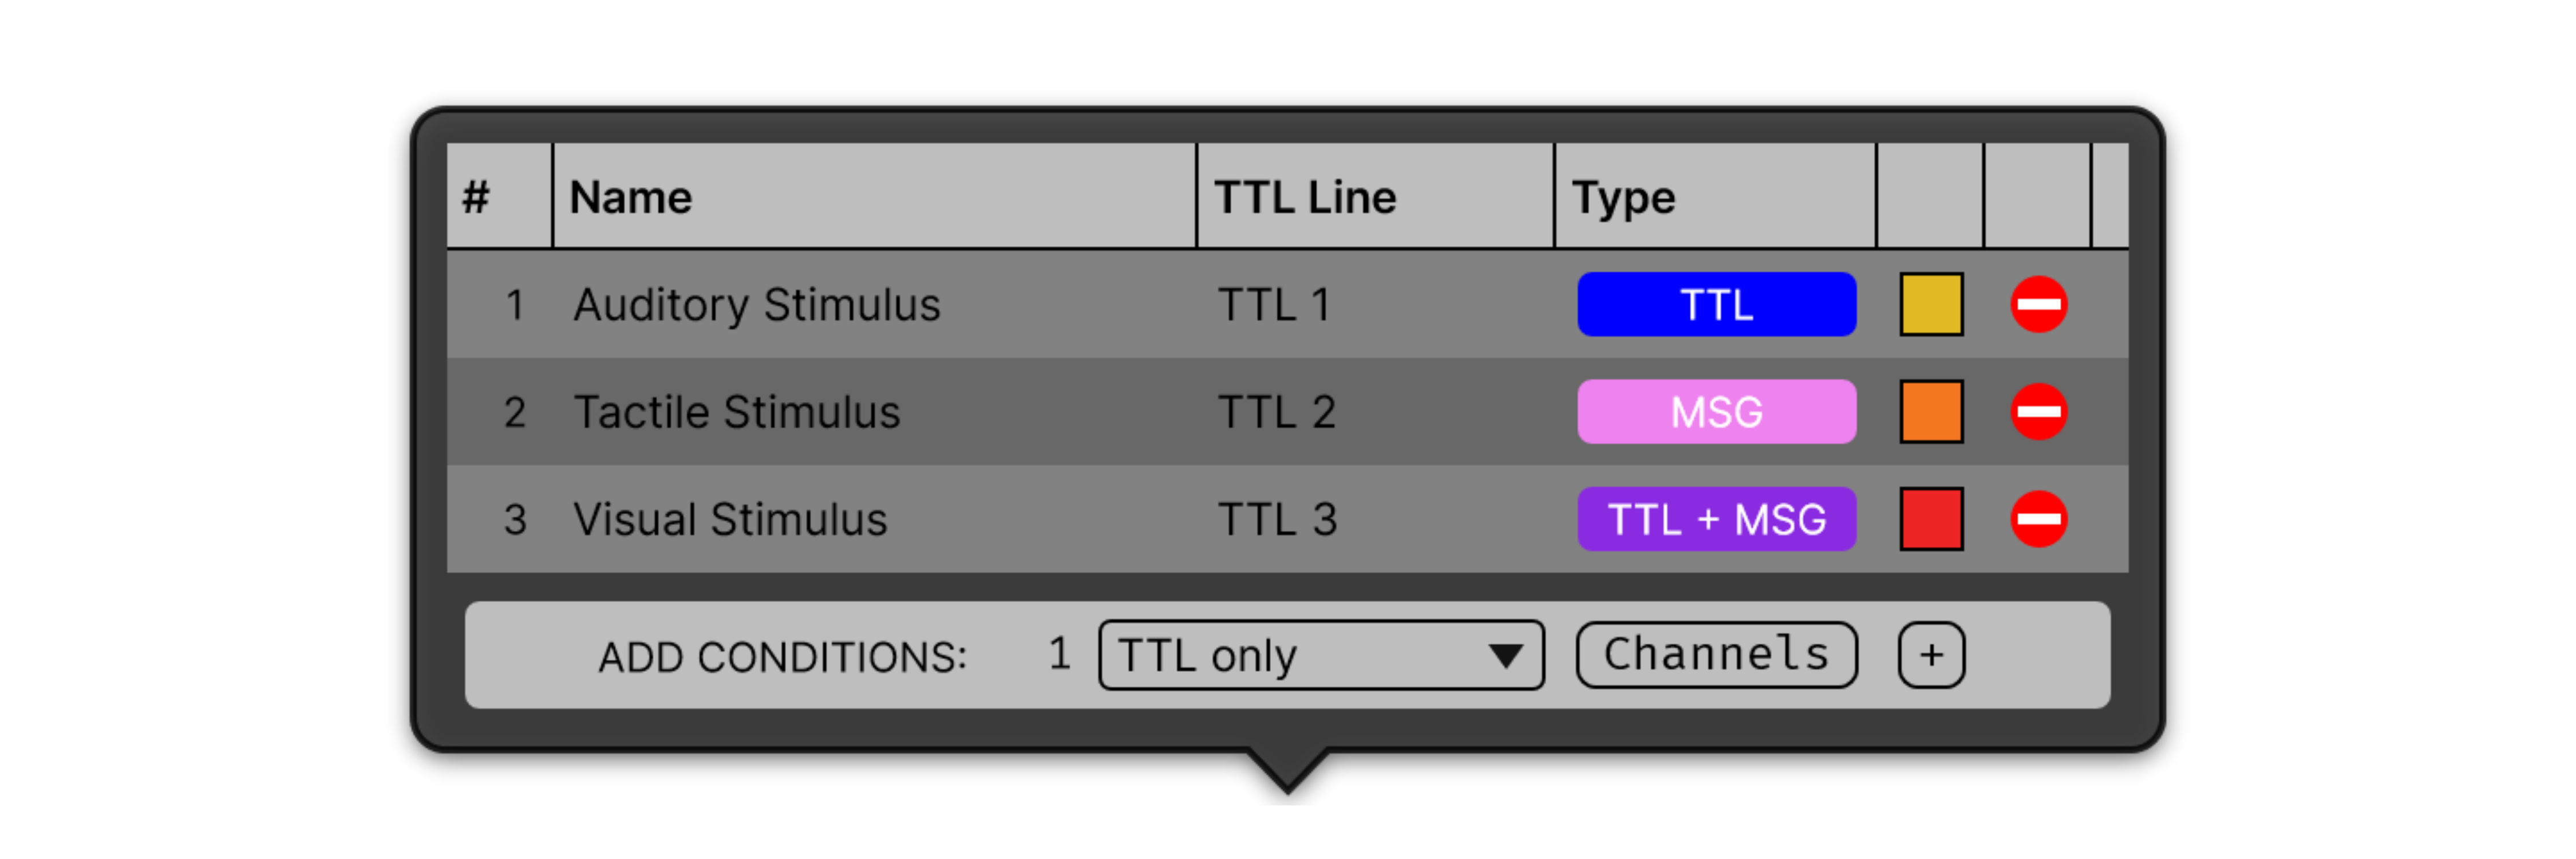 # Name TTL Line Type
1 Auditory Stimulus TTL 1 TTL
2 Tactile Stimulus TTL 2 MSG
3 Visual Stimulus TTL 3 TTL + MSG
ADD CONDITIONS: 1 TTL only Channels +